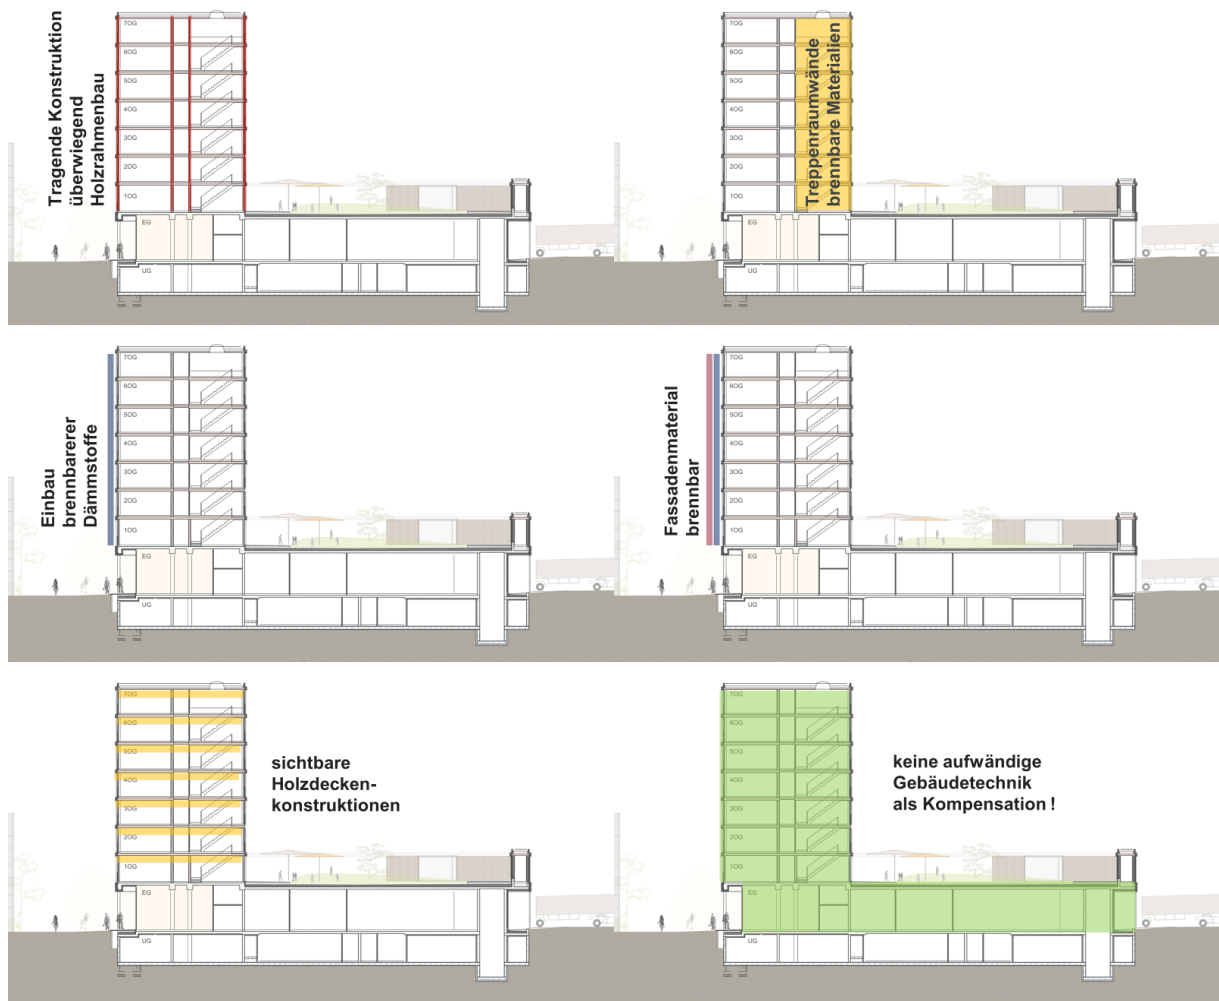 7OG
6OG
5OG
4OG
3OG
2OG
1OG
EG
UG
Tragende Konstruktion
überwiegend
Holzrahmenbau
7OG
6OG
5OG
4OG
3OG
2OG
1OG
EG
UG
Treppenraumwände
brennbare Materialien
7OG
6OG
5OG
4OG
3OG
2OG
1OG
EG
UG
Einbau
brennbarerer
Dämmstoffe
7OG
6OG
5OG
4OG
3OG
2OG
1OG
EG
UG
Fassadenmaterial
brennbar
7OG
6OG
5OG
4OG
3OG
2OG
1OG
EG
UG
sichtbare
Holzdecken-
konstruktionen
7OG
6OG
5OG
4OG
3OG
2OG
1OG
EG
UG
keine aufwändige
Gebäudetechnik
als Kompensation !